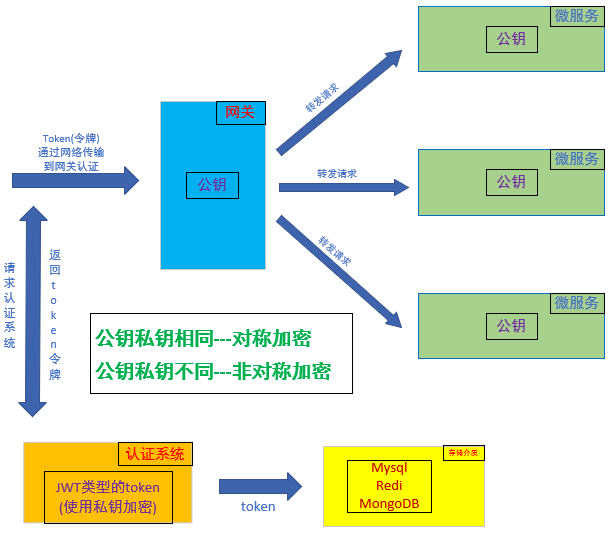 微服务
公钥
网关
公钥
Token(令牌)
通过网络传输
到网关认证
转发请求
转发请求
转发请求
微服务
公钥
微服务
公钥
请求认证系统
返回token令牌
公钥私钥相同---对称加密
公钥私钥不同---非对称加密
认证系统
JWT类型的token
(使用私钥加密)
token
存储介质
Mysql
Redi
MongoDB